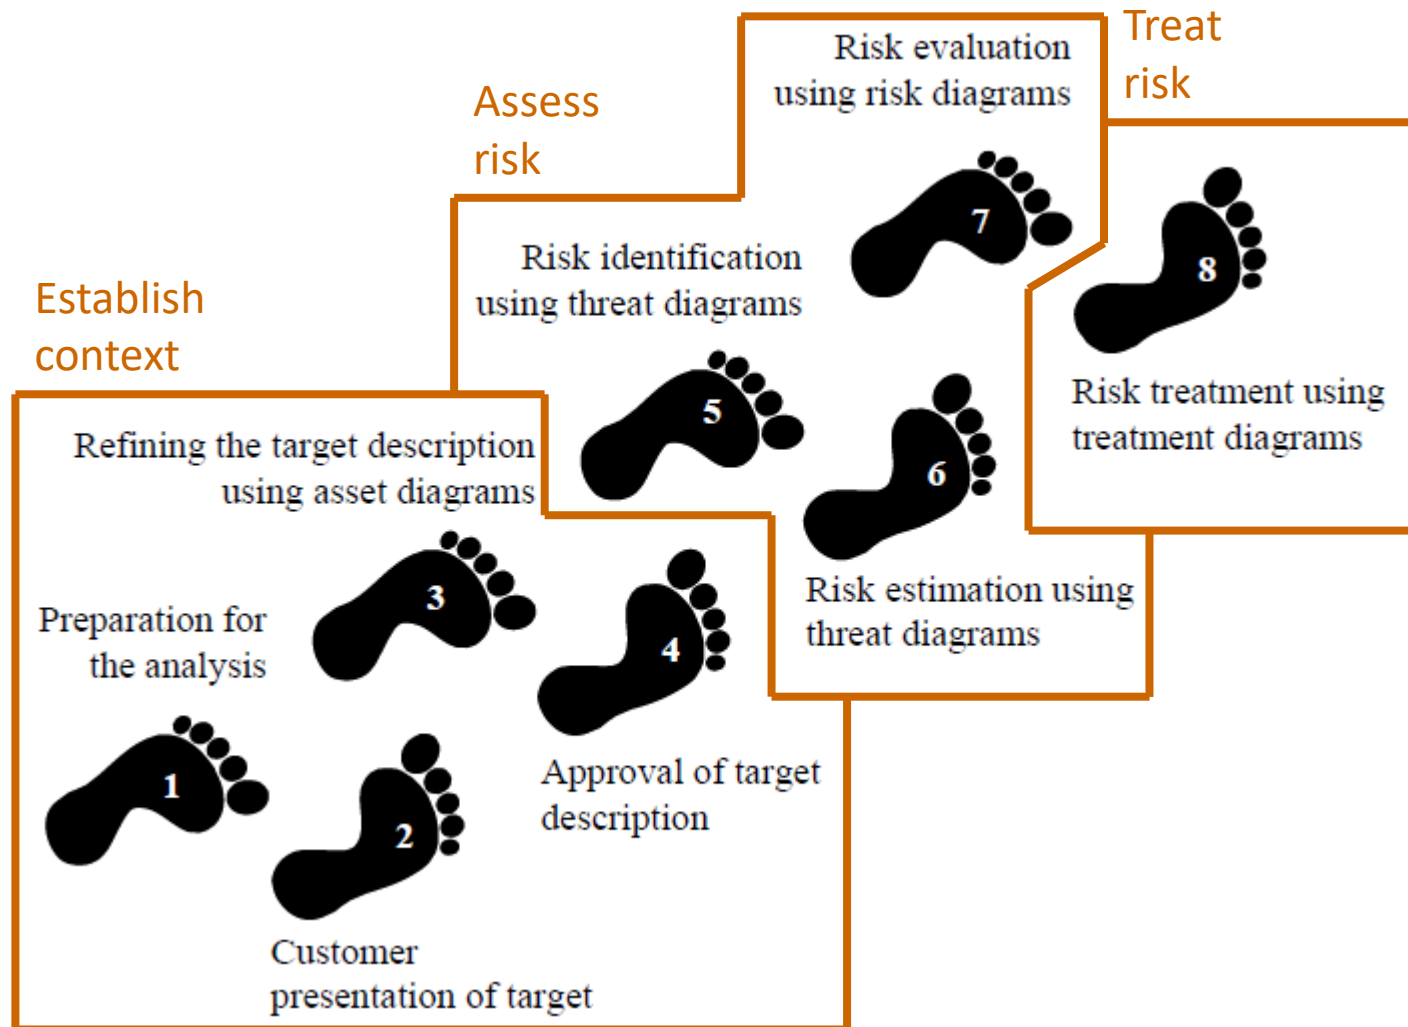 Establish
context
Preparation for
the analysis
1
2
Customer
presentation of target
Refining the target description
using asset diagrams
3
4
Approval of target
description
Assess
risk
Risk identification
using threat diagrams
5
6
Risk estimation using
threat diagrams
Risk evaluation
using risk diagrams
7
Treat
risk
8
Risk treatment using
treatment diagrams